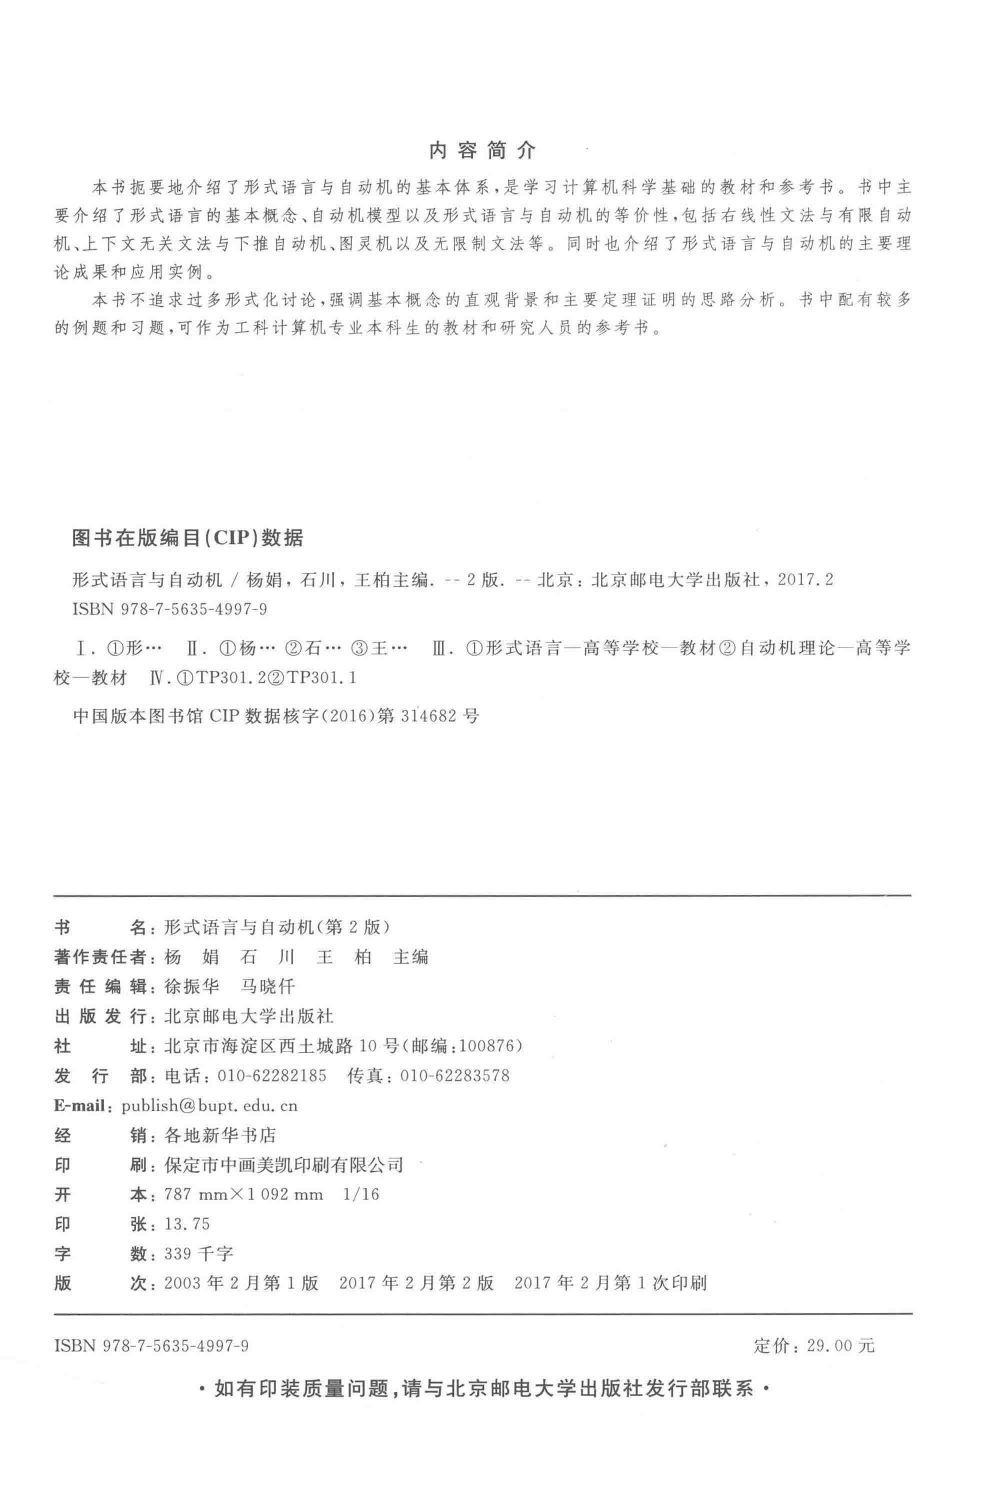 内容简介
本书扼要地介绍了形式语言与自动机的基本体系,是学习计算机科学基础的教材和参考书。书中主
要介绍了形式语言的基本概念、自动机模型以及形式语言与自动机的等价性,包括右线性文法与有限自动
机、上下文无关文法与下推自动机、图灵机以及无限制文法等。同时也介绍了形式语言与自动机的主要理
论成果和应用实例。
本书不追求过多形式化讨论,强调基本概念的直观背景和主要定理证明的思路分析。书中配有较多
的例题和习题,可作为工科计算机专业本科生的教材和研究人员的参考书。
图书在版编目(CIP)数据
形式语言与自动机 / 杨娟, 石川, 王柏主编. -- 2 版. -- 北京: 北京邮电大学出版社, 2017.2
ISBN 978-7-5635-4997-9
Ⅰ. ①形… Ⅱ. ①杨… ②石… ③王… Ⅲ. ①形式语言—高等学校—教材②自动机理论—高等学
校—教材 Ⅳ. ①TP301.2②TP301.1
中国版本图书馆 CIP 数据核字(2016)第 314682 号
书 名: 形式语言与自动机(第 2 版)
著作责任者: 杨 娟 石 川 王 柏 主编
责任编辑: 徐振华 马晓仟
出版发行: 北京邮电大学出版社
社 址: 北京市海淀区西土城路 10 号(邮编:100876)
发 行 部: 电话: 010-62282185 传真: 010-62283578
E-mail: publish@bupt.edu.cn
经 销: 各地新华书店
印 刷: 保定市中画美凯印刷有限公司
开 本: 787 mm×1 092 mm 1/16
印 张: 13.75
字 数: 339 千字
版 次: 2003 年 2 月第 1 版 2017 年 2 月第 2 版 2017 年 2 月第 1 次印刷
ISBN 978-7-5635-4997-9 定价: 29.00 元
·如有印装质量问题,请与北京邮电大学出版社发行部联系·